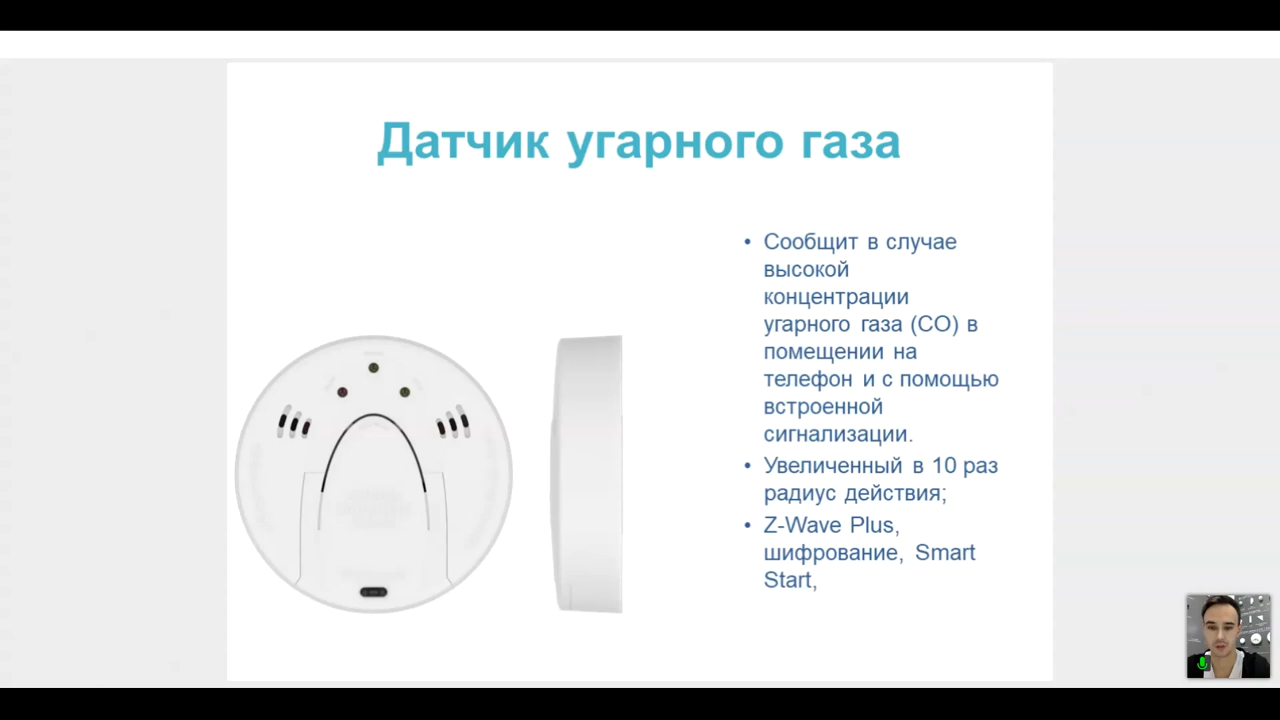 Датчик угарного газа
• Сообщит в случае
высокой
концентрации
угарного газа (СО) в
помещении на
телефон и с помощью
встроенной
сигнализации.
• Увеличенный в 10 раз
радиус действия;
• Z-Wave Plus,
шифрование, Smart
Start,